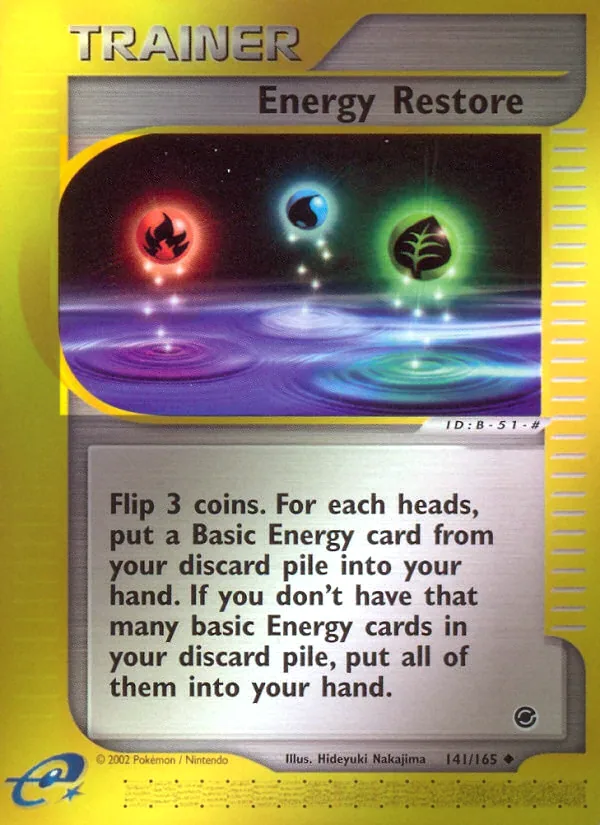 TRAINER
Energy Restore
ID:B-51-#
Flip 3 coins. For each heads,
put a Basic Energy card from
your discard pile into your
hand. If you don't have that
many basic Energy cards in
your discard pile, put all of
them into your hand.
© 2002 Pokémon / Nintendo Illus. Hideyuki Nakajima 141/165 ◆
e